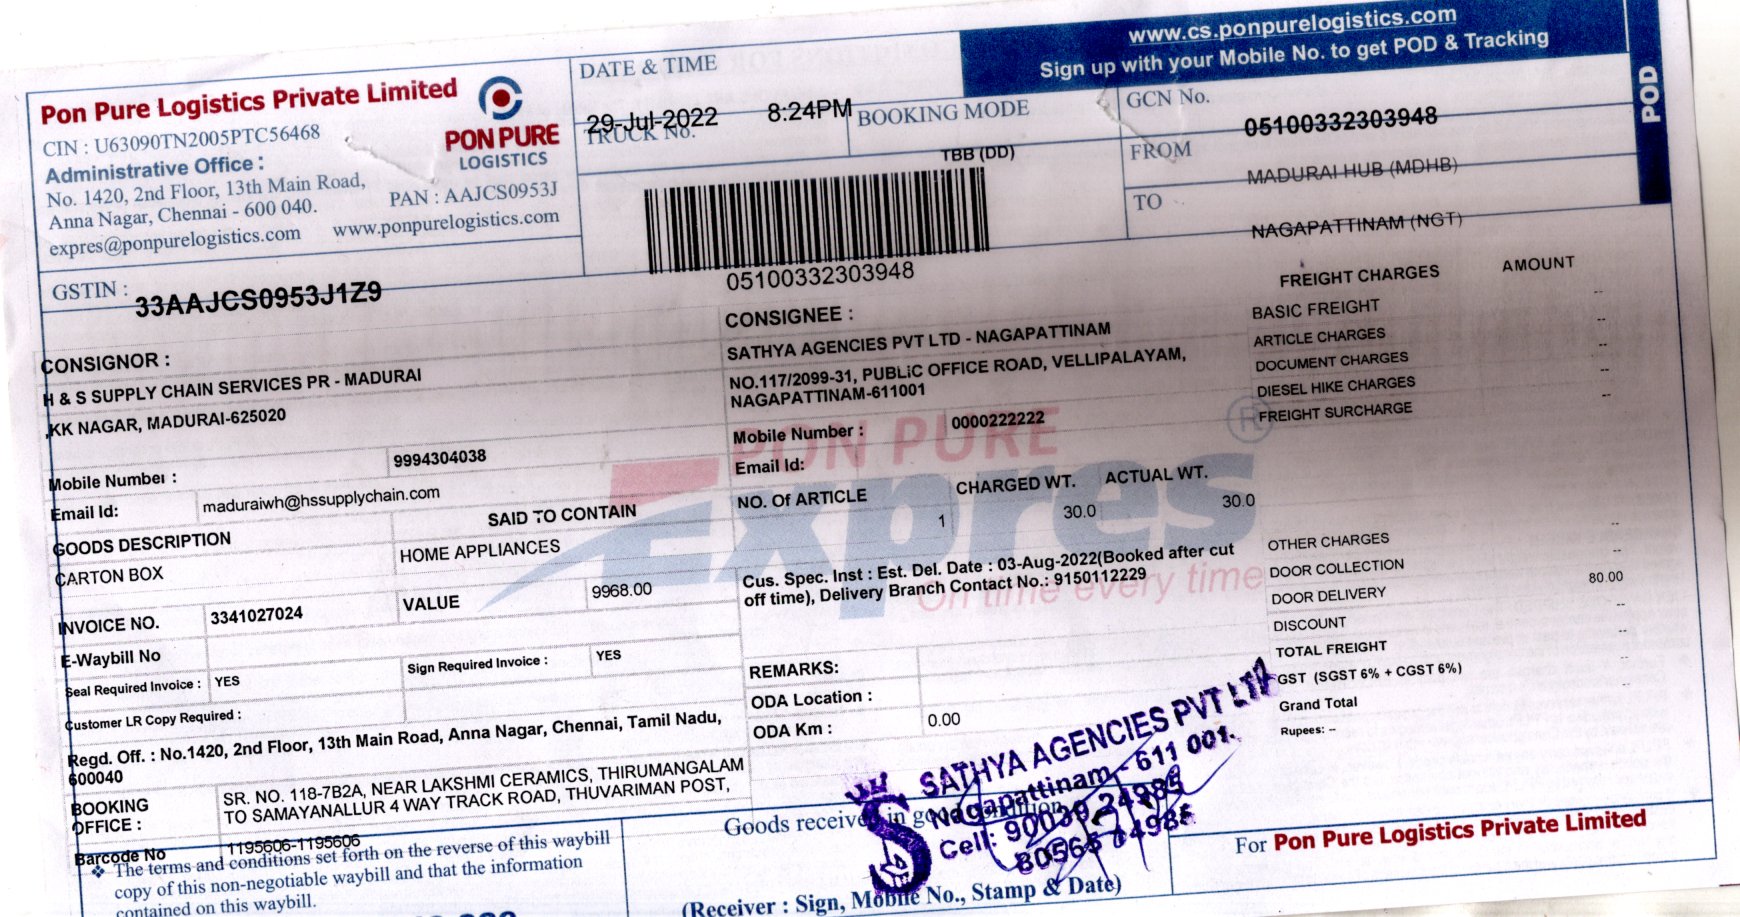 www.cs.ponpurelogistics.com
Sign up with your Mobile No. to get POD & Tracking
POD
Pon Pure Logistics Private Limited
CIN : U63090TN2005PTC56468
Administrative Office :
No. 1420, 2nd Floor, 13th Main Road,
Anna Nagar, Chennai - 600 040.
PAN : AAJCS0953J
expres@ponpurelogistics.com
www.ponpurelogistics.com
PON PURE
LOGISTICS
GSTIN : 33AAJCS0953J1Z9
DATE & TIME
29-Jul-2022 8:24PM
TRUCK No.
BOOKING MODE
TBB (DD)
05100332303948
GCN No.
05100332303948
FROM
MADURAI HUB (MDHB)
TO
NAGAPATTINAM (NGT)
CONSIGNOR :
H & S SUPPLY CHAIN SERVICES PR - MADURAI
,KK NAGAR, MADURAI-625020
Mobile Number : 9994304038
Email Id: maduraiwh@hssupplychain.com
GOODS DESCRIPTION SAID TO CONTAIN
CARTON BOX HOME APPLIANCES
INVOICE NO. 3341027024 VALUE 9968.00
E-Waybill No
Seal Required Invoice : YES Sign Required Invoice : YES
Customer LR Copy Required :
Regd. Off. : No.1420, 2nd Floor, 13th Main Road, Anna Nagar, Chennai, Tamil Nadu,
600040
BOOKING OFFICE : SR. NO. 118-7B2A, NEAR LAKSHMI CERAMICS, THIRUMANGALAM
TO SAMAYANALLUR 4 WAY TRACK ROAD, THUVARIMAN POST,
Barcode No 1195606-1195606
❖ The terms and conditions set forth on the reverse of this waybill
copy of this non-negotiable waybill and that the information
contained on this waybill.
CONSIGNEE :
SATHYA AGENCIES PVT LTD - NAGAPATTINAM
NO.117/2099-31, PUBLiC OFFICE ROAD, VELLIPALAYAM,
NAGAPATTINAM-611001
Mobile Number : 0000222222
Email Id:
NO. Of ARTICLE CHARGED WT. ACTUAL WT.
1 30.0 30.0
Cus. Spec. Inst : Est. Del. Date : 03-Aug-2022(Booked after cut
off time), Delivery Branch Contact No.: 9150112229
REMARKS:
ODA Location :
ODA Km : 0.00
PON PURE
Expres ®
On time every time
FREIGHT CHARGES AMOUNT
BASIC FREIGHT --
ARTICLE CHARGES --
DOCUMENT CHARGES --
DIESEL HIKE CHARGES --
FREIGHT SURCHARGE --
OTHER CHARGES --
DOOR COLLECTION --
DOOR DELIVERY 80.00
DISCOUNT --
TOTAL FREIGHT --
GST (SGST 6% + CGST 6%) --
Grand Total --
Rupees: --
SATHYA AGENCIES PVT LTD
Nagapattinam - 611 001.
Cell: 90039 24985
Goods received in good condition
(Receiver : Sign, Mobile No., Stamp & Date)
For Pon Pure Logistics Private Limited